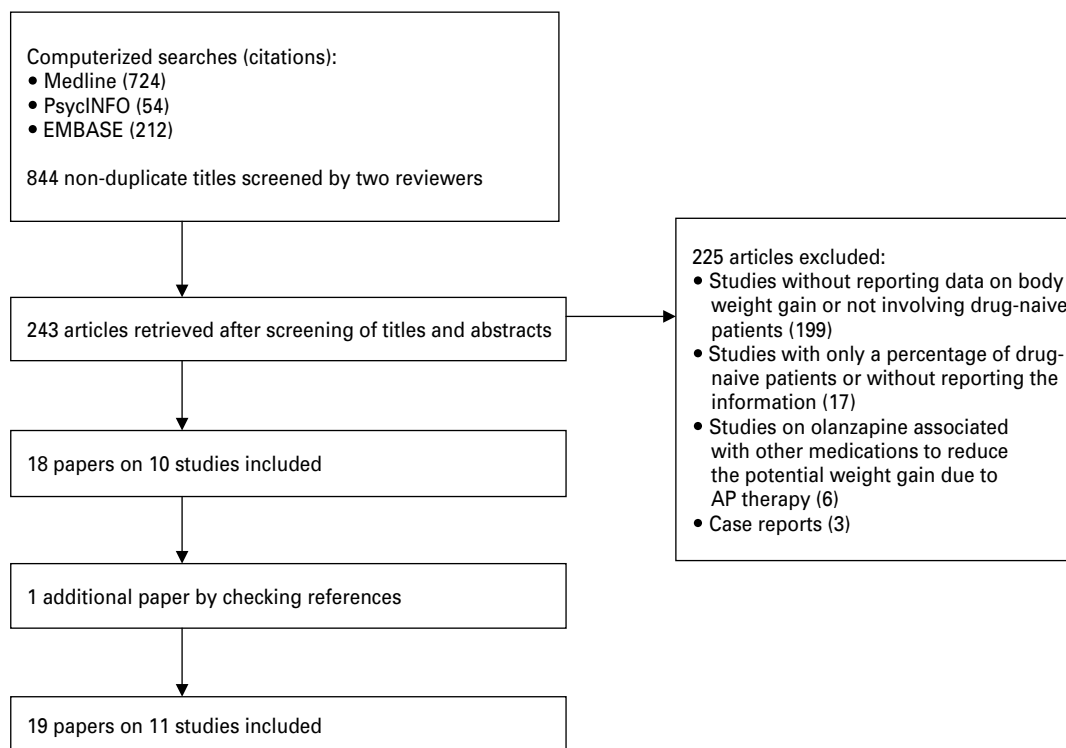 Computerized searches (citations):
• Medline (724)
• PsycINFO (54)
• EMBASE (212)
844 non-duplicate titles screened by two reviewers
225 articles excluded:
• Studies without reporting data on body
weight gain or not involving drug-naive
patients (199)
• Studies with only a percentage of drug-
naive patients or without reporting the
information (17)
• Studies on olanzapine associated
with other medications to reduce
the potential weight gain due to
AP therapy (6)
• Case reports (3)
243 articles retrieved after screening of titles and abstracts
18 papers on 10 studies included
1 additional paper by checking references
19 papers on 11 studies included